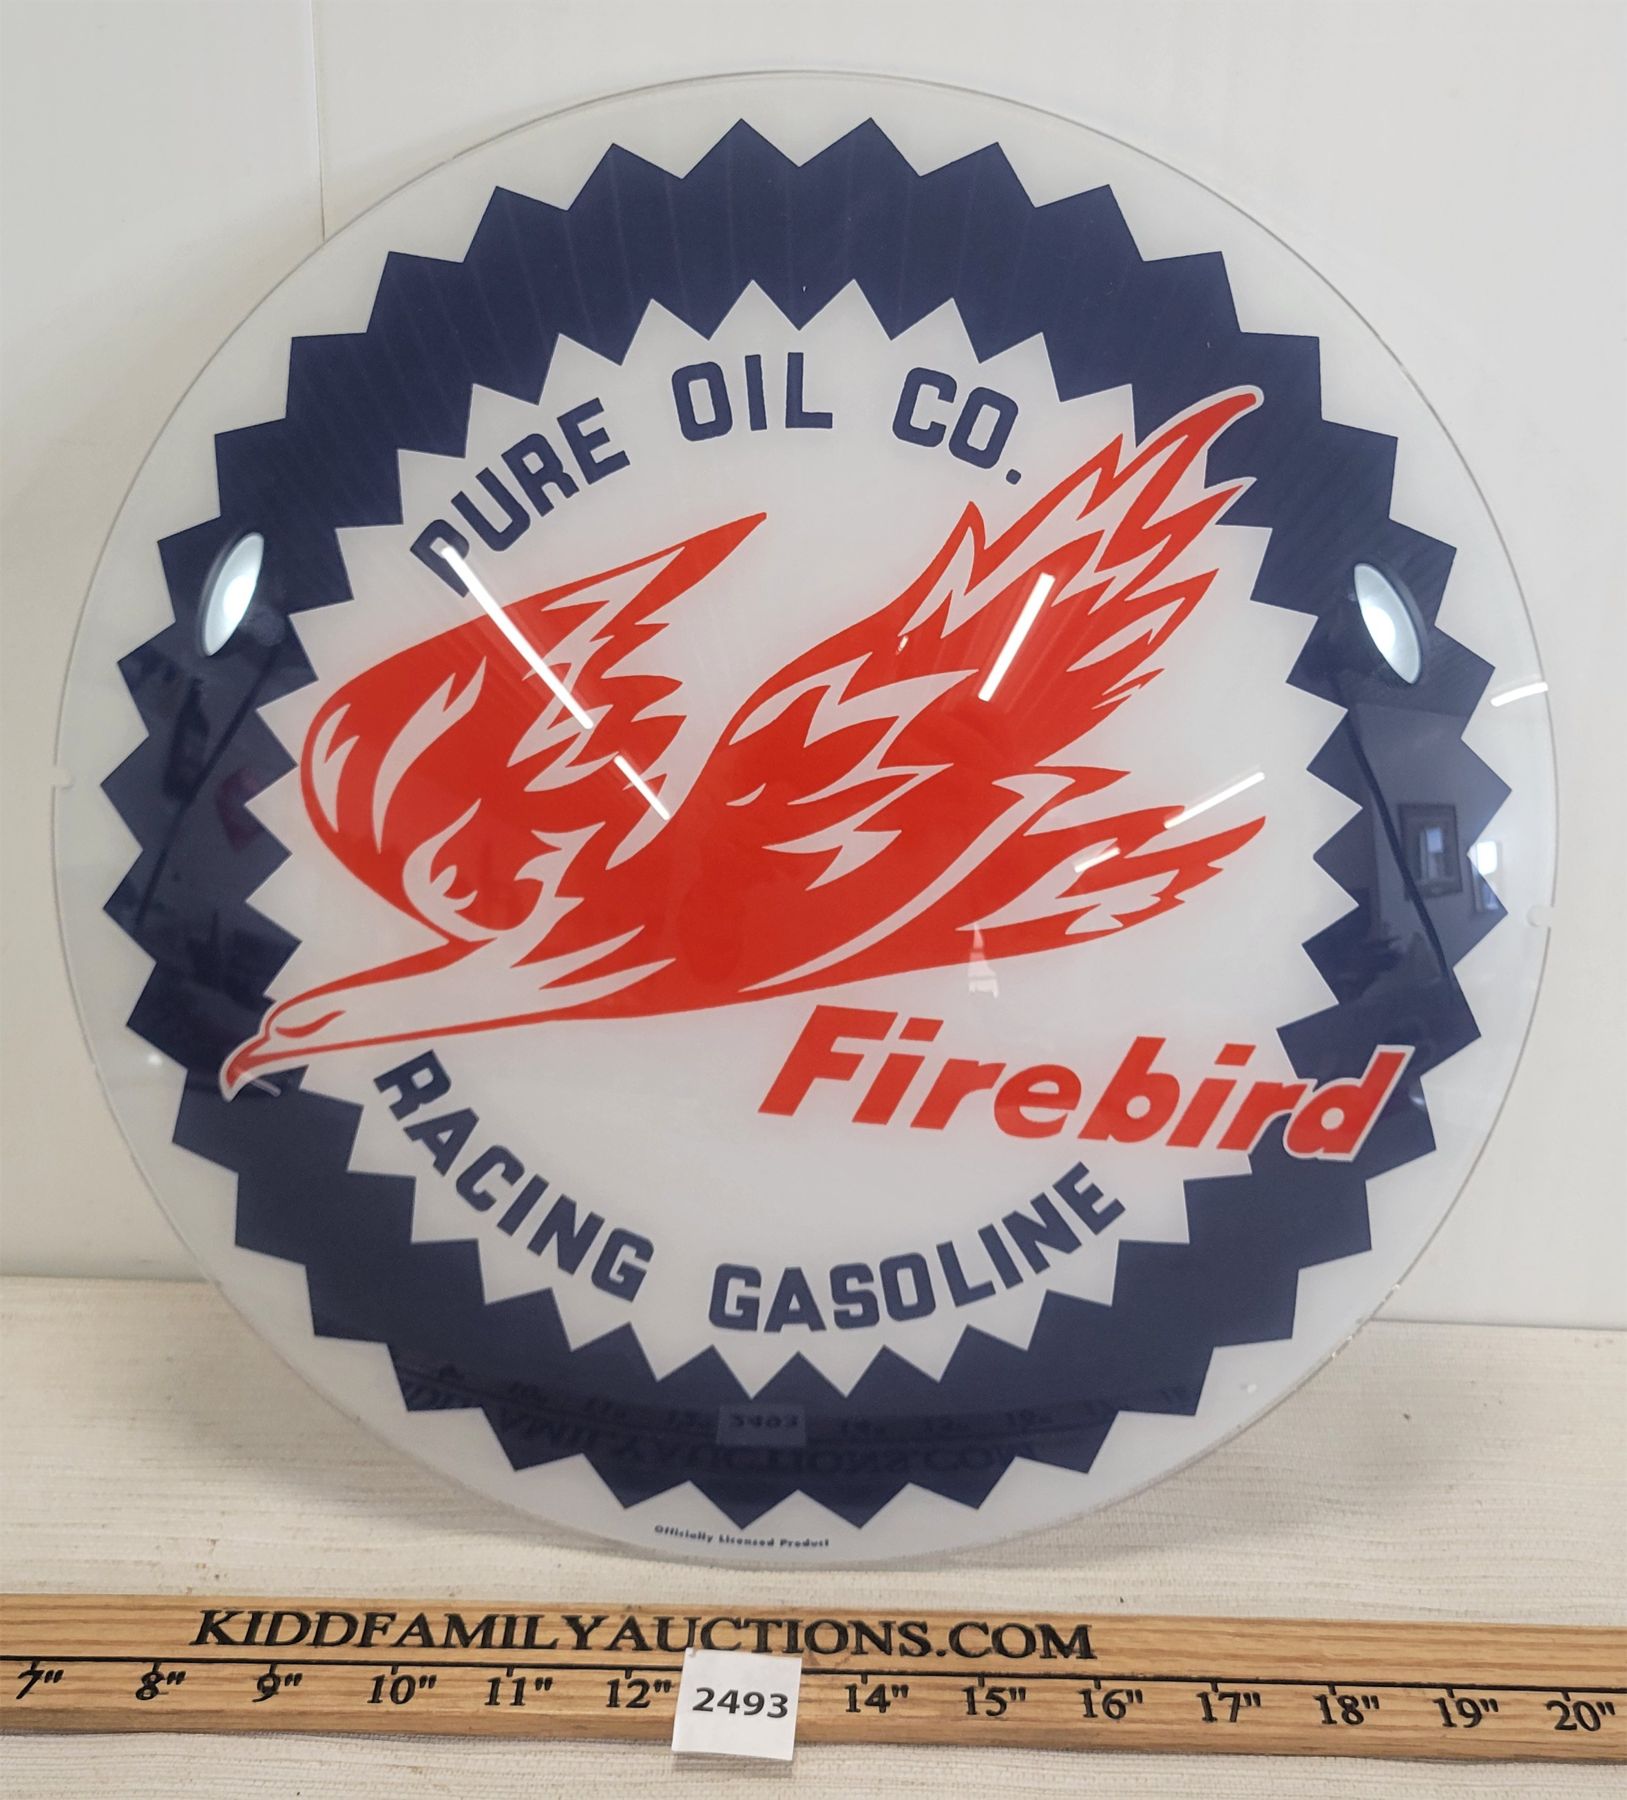 PURE OIL CO.
Firebird
RACING GASOLINE
Officially Licensed Product
KIDDFAMILYAUCTIONS.COM
7" 8" 9" 10" 11" 12" 14" 15" 16" 17" 18" 19" 20"
2493